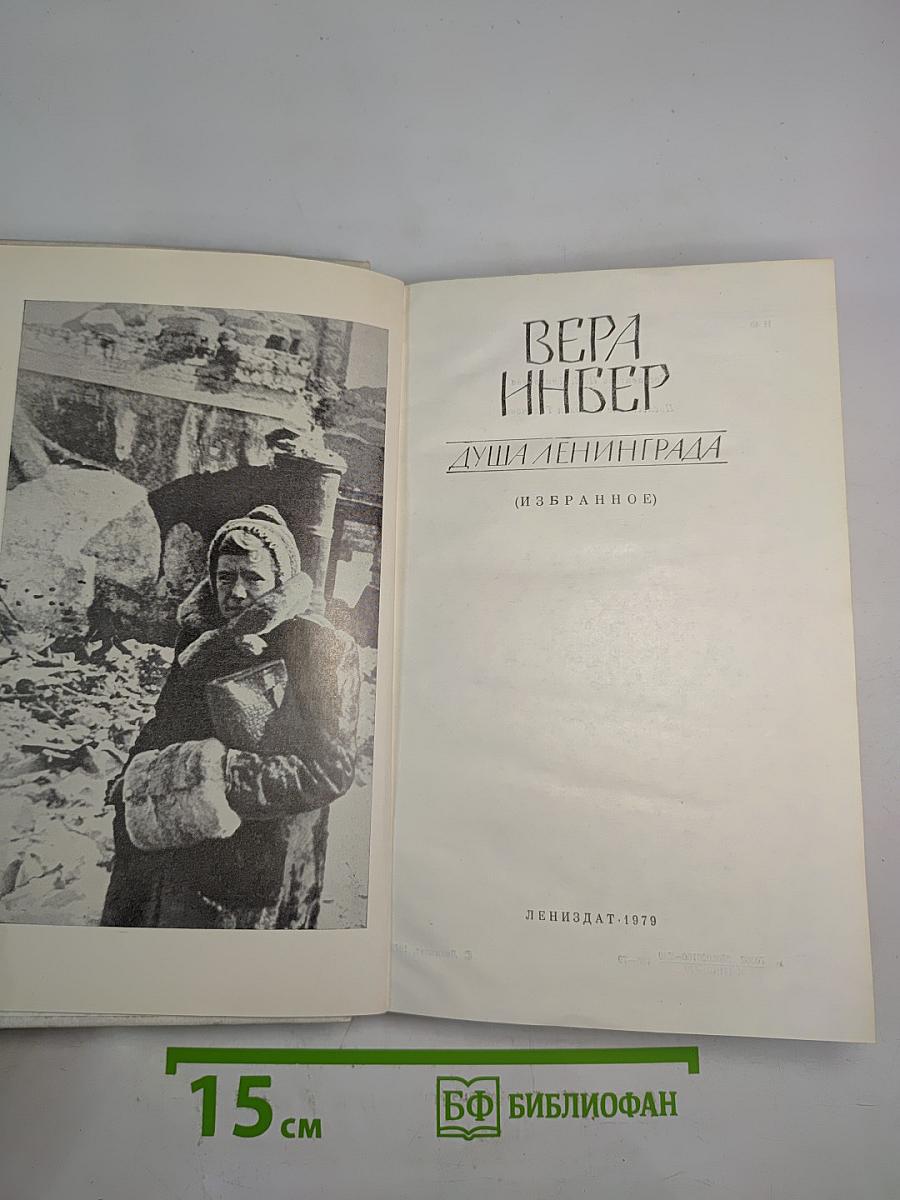 ВЕРА
ИНБЕР
ДУША ЛЕНИНГРАДА
(ИЗБРАННОЕ)
ЛЕНИЗДАТ·1979
15 см
БФ БИБЛИОФАН